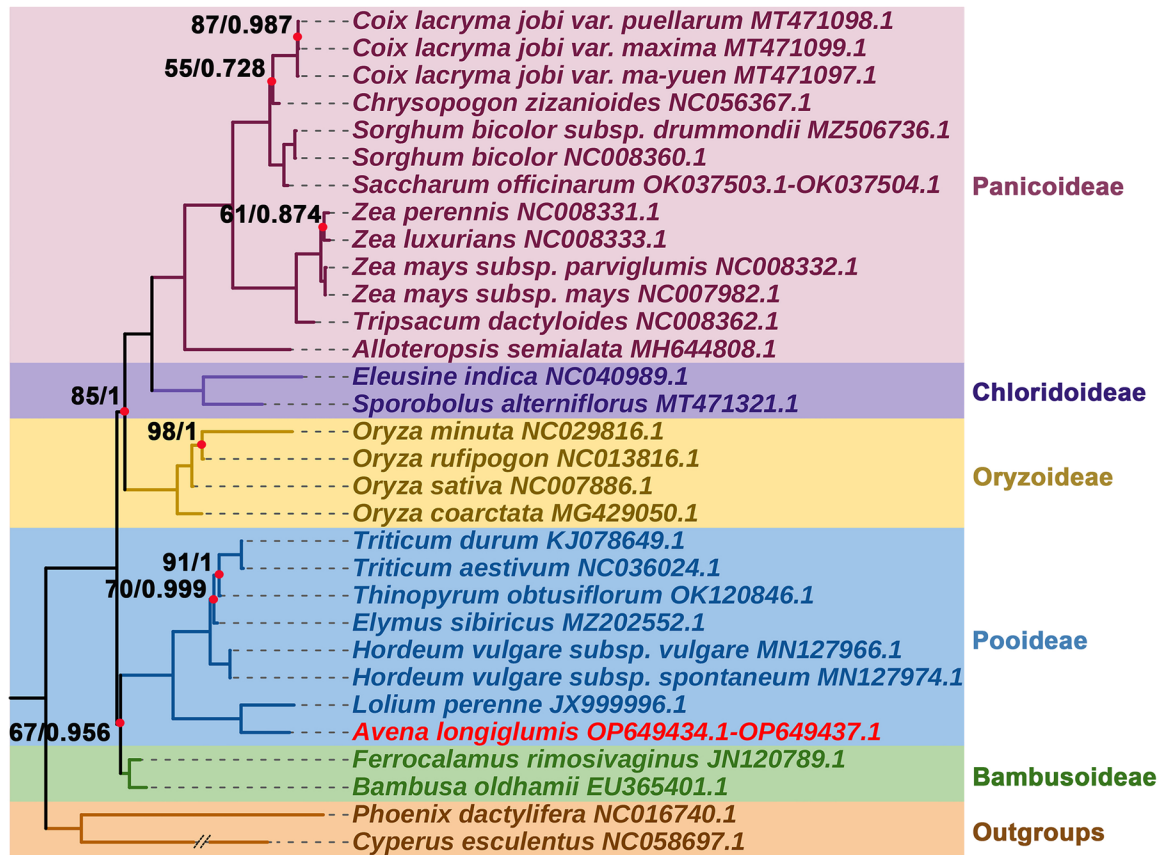 87/0.987
Coix lacryma jobi var. puellarum MT471098.1
Coix lacryma jobi var. maxima MT471099.1
55/0.728
Coix lacryma jobi var. ma-yuen MT471097.1
Chrysopogon zizanioides NC056367.1
Sorghum bicolor subsp. drummondii MZ506736.1
Sorghum bicolor NC008360.1
Saccharum officinarum OK037503.1-OK037504.1
Panicoideae
61/0.874
Zea perennis NC008331.1
Zea luxurians NC008333.1
Zea mays subsp. parviglumis NC008332.1
Zea mays subsp. mays NC007982.1
Tripsacum dactyloides NC008362.1
Alloteropsis semialata MH644808.1
Eleusine indica NC040989.1
Chloridoideae
85/1
Sporobolus alterniflorus MT471321.1
98/1
Oryza minuta NC029816.1
Oryza rufipogon NC013816.1
Oryzoideae
Oryza sativa NC007886.1
Oryza coarctata MG429050.1
Triticum durum KJ078649.1
91/1
Triticum aestivum NC036024.1
70/0.999
Thinopyrum obtusiflorum OK120846.1
Elymus sibiricus MZ202552.1
Pooideae
Hordeum vulgare subsp. vulgare MN127966.1
Hordeum vulgare subsp. spontaneum MN127974.1
Lolium perenne JX999996.1
67/0.956
Avena longiglumis OP649434.1-OP649437.1
Ferrocalamus rimosivaginus JN120789.1
Bambusoideae
Bambusa oldhamii EU365401.1
Phoenix dactylifera NC016740.1
Outgroups
Cyperus esculentus NC058697.1